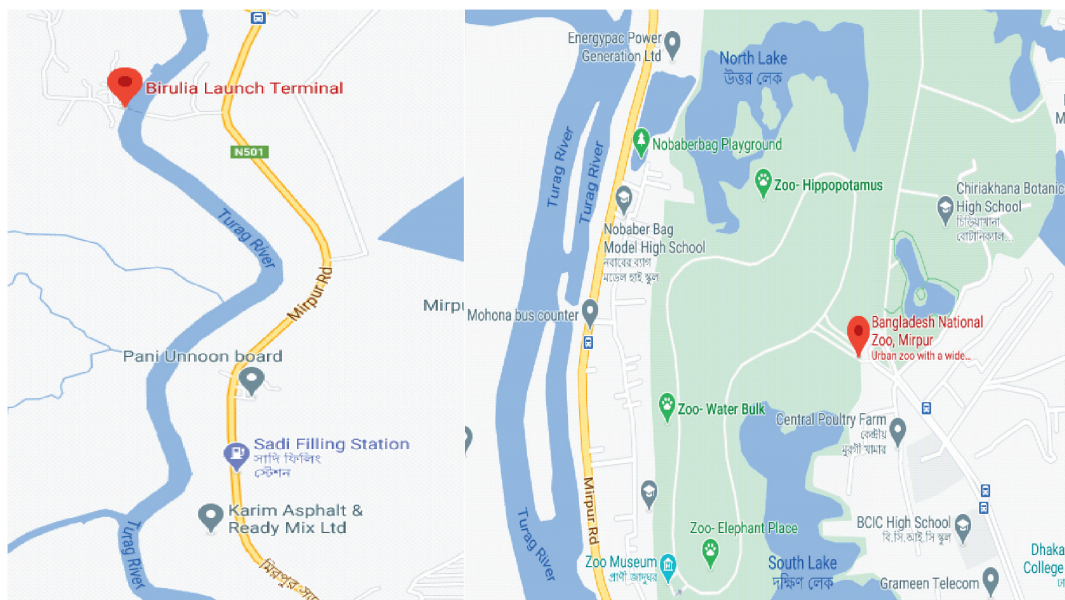 Birulia Launch Terminal
N501
Turag River
Mirpur Rd
Pani Unnoon board
Sadi Filling Station
সাদি ফিলিং
স্টেশন
Karim Asphalt &
Ready Mix Ltd
Turag River
Energypac Power
Generation Ltd
North Lake
উত্তর লেক
Turag River
Turag River
Nobaberbag Playground
Zoo- Hippopotamus
Chiriakhana Botanic
High School
চিড়িয়াখানা
বোটানিক্যাল...
Nobaber Bag
Model High School
নবাবের ব্যাগ
মডেল হাই স্কুল
Mohona bus counter
Bangladesh National
Zoo, Mirpur
Urban zoo with a wide...
Zoo- Water Bulk
Central Poultry Farm
কেন্দ্রীয়
মুরগী খামার
Mirpur Rd
Turag River
Zoo- Elephant Place
BCIC High School
বি.সি.আই.সি স্কুল
Zoo Museum
প্রাণী জাদুঘর
South Lake
দক্ষিণ লেক
Grameen Telecom
Dhaka
College